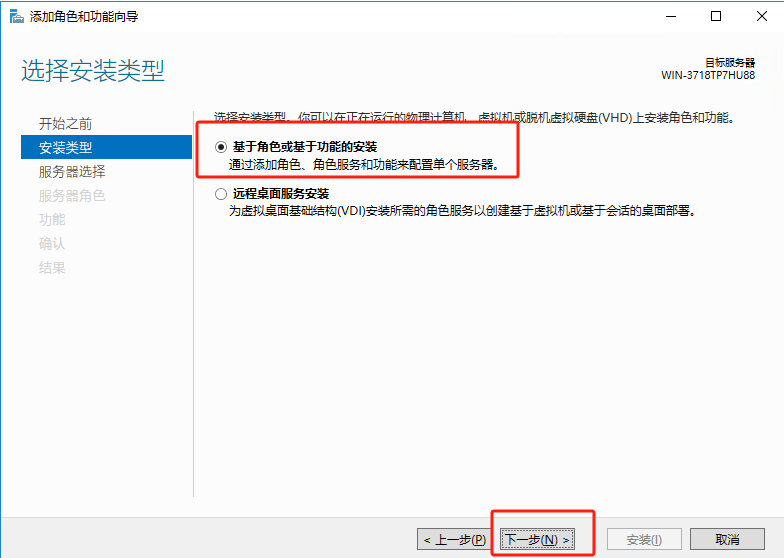 添加角色和功能向导
选择安装类型
目标服务器
WIN-3718TP7HU88
开始之前
安装类型
服务器选择
服务器角色
功能
确认
结果
选择安装类型。你可以在正在运行的物理计算机、虚拟机或脱机虚拟硬盘(VHD)上安装角色和功能。
基于角色或基于功能的安装
通过添加角色、角色服务和功能来配置单个服务器。
远程桌面服务安装
为虚拟桌面基础结构(VDI)安装所需的角色服务以创建基于虚拟机或基于会话的桌面部署。
< 上一步(P)
下一步(N) >
安装(I)
取消